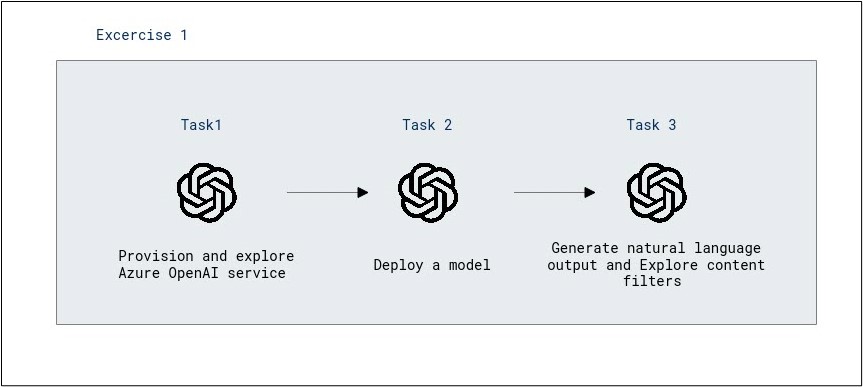 Excercise 1
Task1
Task 2
Task 3
Provision and explore
Azure OpenAI service
Deploy a model
Generate natural language
output and Explore content
filters